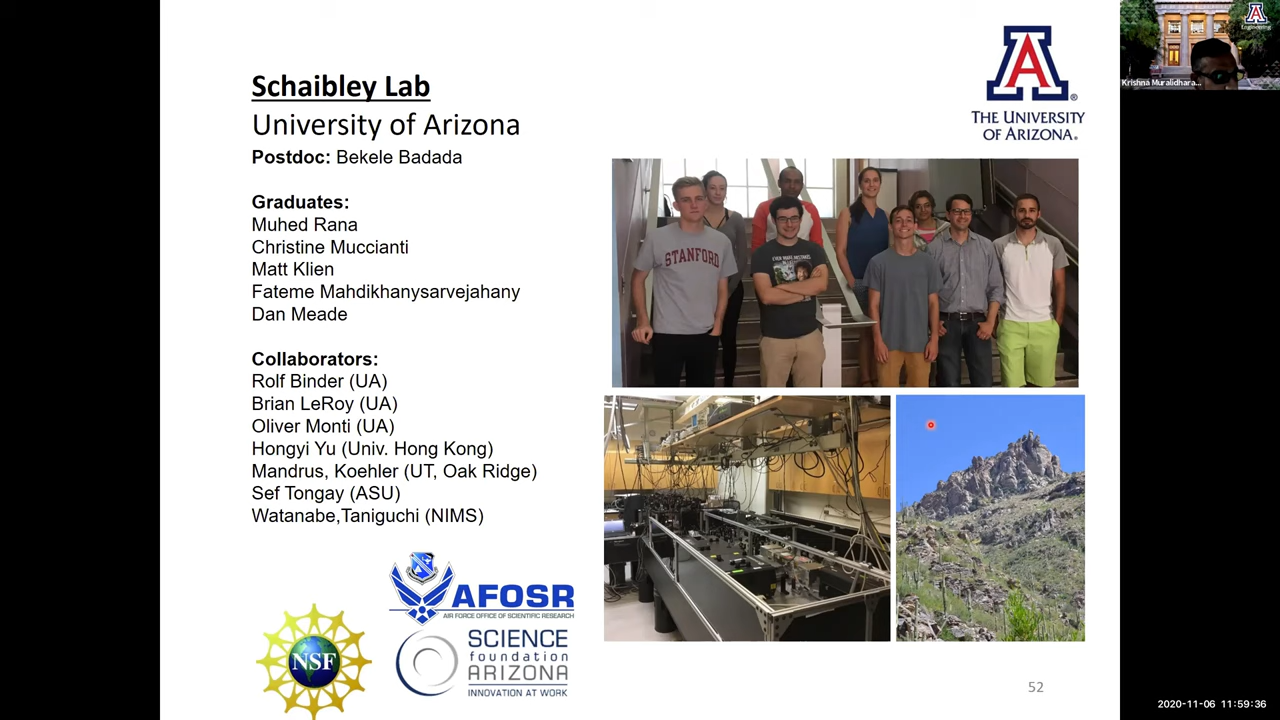 Schaibley Lab
University of Arizona
Postdoc: Bekele Badada
Graduates:
Muhed Rana
Christine Muccianti
Matt Klien
Fateme Mahdikhanysarvejahany
Dan Meade
Collaborators:
Rolf Binder (UA)
Brian LeRoy (UA)
Oliver Monti (UA)
Hongyi Yu (Univ. Hong Kong)
Mandrus, Koehler (UT, Oak Ridge)
Sef Tongay (ASU)
Watanabe,Taniguchi (NIMS)
AFOSR
AIR FORCE OFFICE OF SCIENTIFIC RESEARCH
NSF
SCIENCE
foundation
ARIZONA
INNOVATION AT WORK
A
THE UNIVERSITY
OF ARIZONA®
STANFORD
52
A
Engineering
Krishna Muralidhara...
2020-11-06 11:59:36